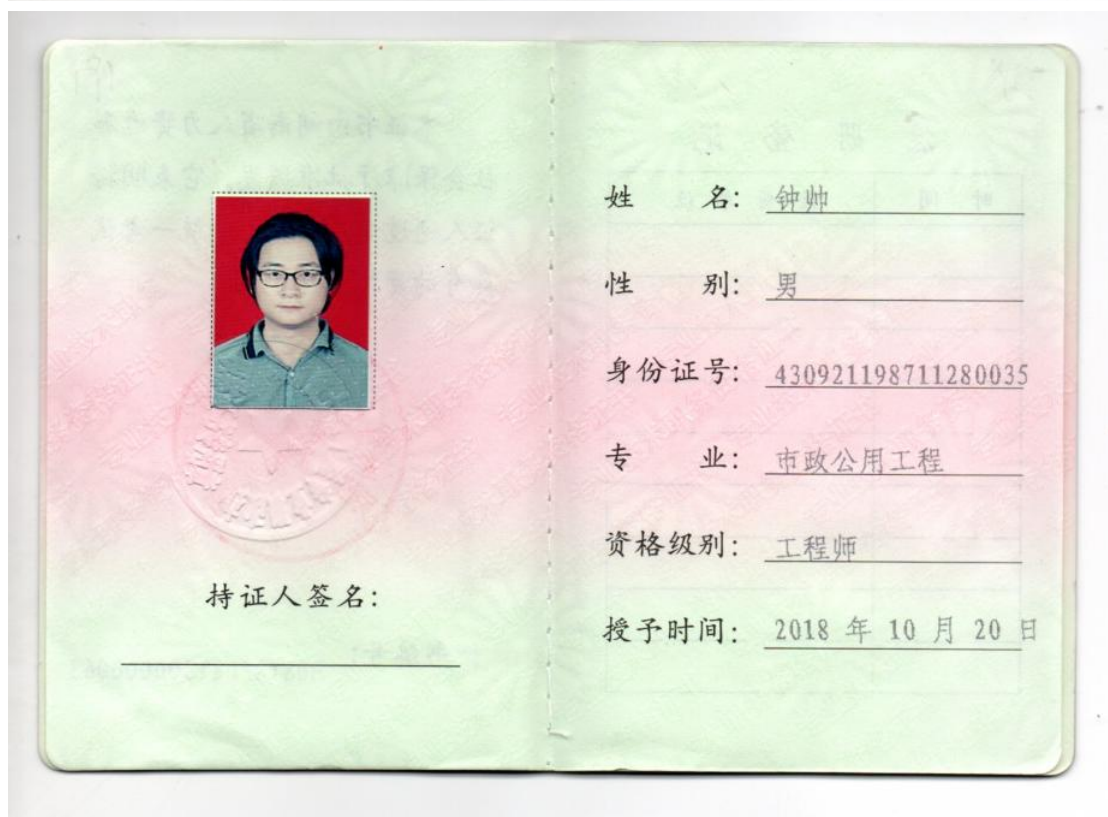 持证人签名:
姓 名: 钟帅
性 别: 男
身份证号: 430921198711280035
专 业: 市政公用工程
资格级别: 工程师
授予时间: 2018 年 10 月 20 日